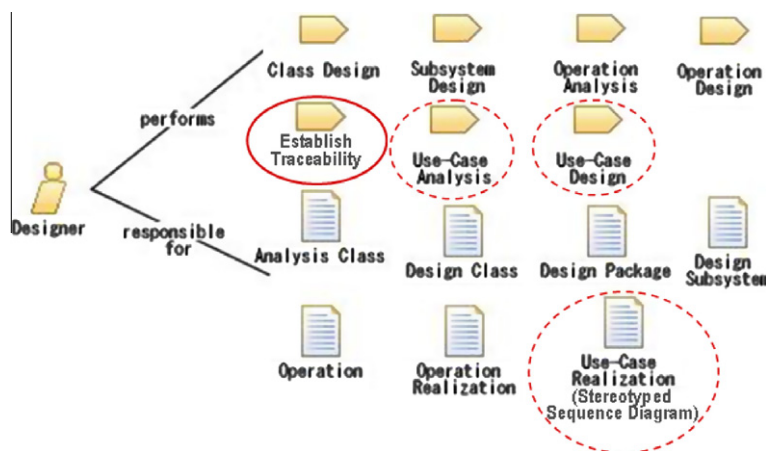 Class Design
Subsystem
Design
Operation
Analysis
Operation
Design
performs
Establish
Traceability
Use-Case
Analysis
Use-Case
Design
Designer
responsible
for
Analysis Class
Design Class
Design Package
Design
Subsystem
Operation
Operation
Realization
Use-Case
Realization
(Stereotyped
Sequence Diagram)